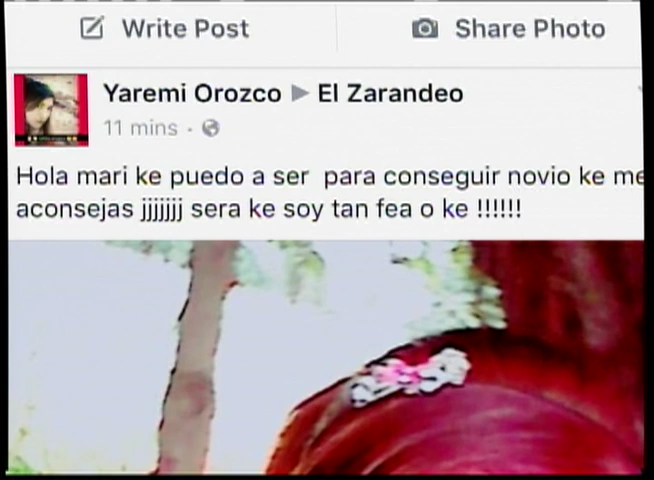 Write Post
Share Photo
Yaremi Orozco ▶ El Zarandeo
11 mins ·
Hola mari ke puedo a ser para conseguir novio ke me
aconsejas jjjjjjj sera ke soy tan fea o ke !!!!!!